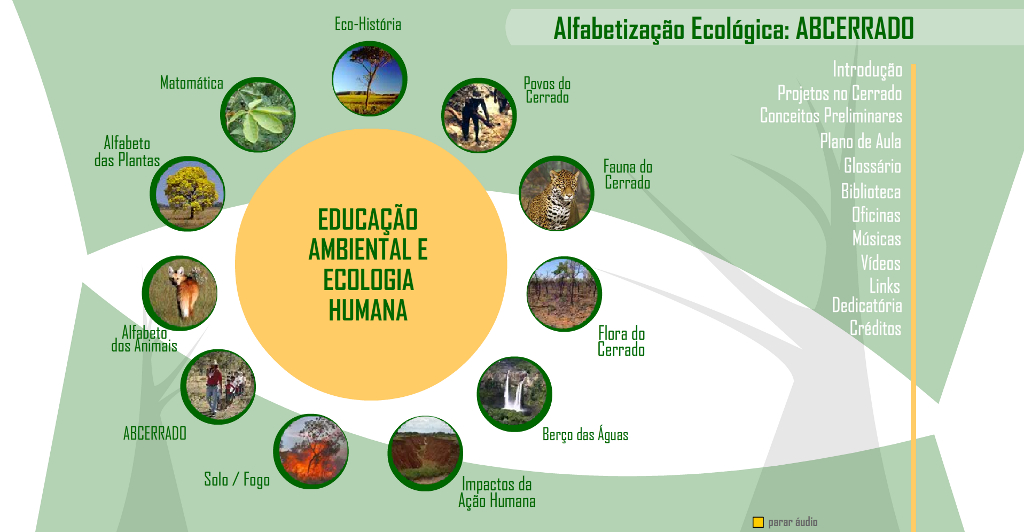 Alfabetização Ecológica: ABCERRADO
Eco-História
Matomática
Povos do
Cerrado
Alfabeto
das Plantas
Fauna do
Cerrado
EDUCAÇÃO
AMBIENTAL E
ECOLOGIA
HUMANA
Alfabeto
dos Animais
Flora do
Cerrado
ABCERRADO
Berço das Águas
Solo / Fogo
Impactos da
Ação Humana
Introdução
Projetos no Cerrado
Conceitos Preliminares
Plano de Aula
Glossário
Biblioteca
Oficinas
Músicas
Vídeos
Links
Dedicatória
Créditos
parar áudio